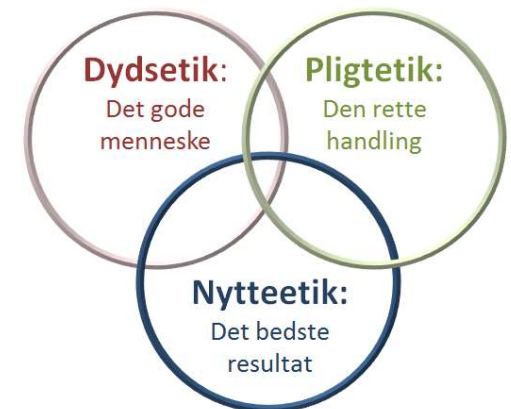 Dydsetik:
Det gode
menneske
Pligtetik:
Den rette
handling
Nytteetik:
Det bedste
resultat